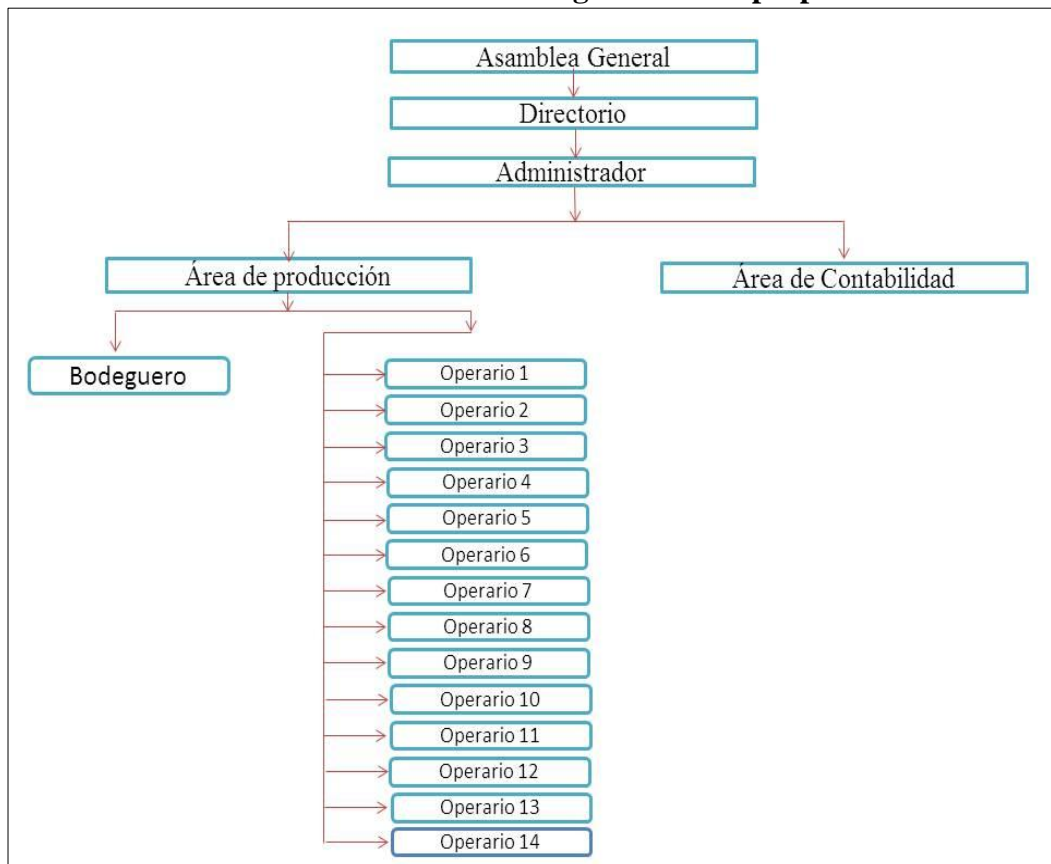 Asamblea General
Directorio
Administrador
Área de producción
Área de Contabilidad
Bodeguero
Operario 1
Operario 2
Operario 3
Operario 4
Operario 5
Operario 6
Operario 7
Operario 8
Operario 9
Operario 10
Operario 11
Operario 12
Operario 13
Operario 14